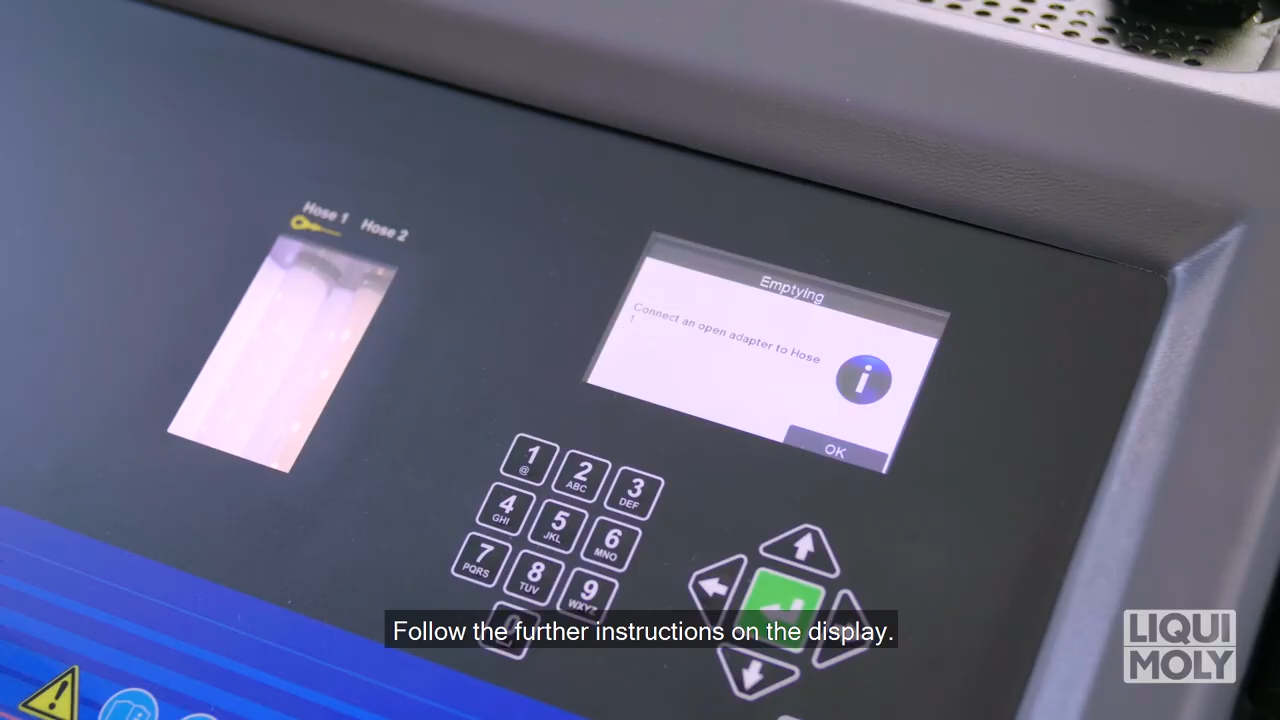 Hose 1 Hose 2
Emptying
Connect an open adapter to Hose
1.
OK
1
@
2
ABC
3
DEF
4
GHI
5
JKL
6
MNO
7
PQRS
8
TUV
9
WXYZ
0
Follow the further instructions on the display.
LIQUI
MOLY